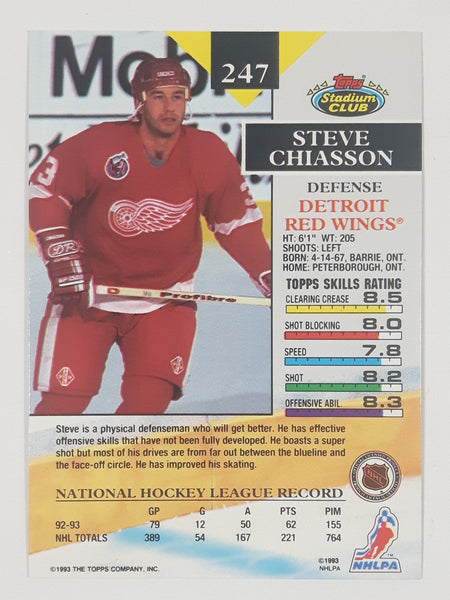 Mobi
247
Topps
Stadium
CLUB
STEVE
CHIASSON
DEFENSE
DETROIT
RED WINGS®
HT: 6'1" WT: 205
SHOOTS: LEFT
BORN: 4-14-67, BARRIE, ONT.
HOME: PETERBOROUGH, ONT.
TOPPS SKILLS RATING
CLEARING CREASE 8.5
SHOT BLOCKING 8.0
SPEED 7.8
SHOT 8.2
OFFENSIVE ABIL. 8.3
3
Profibre
Steve is a physical defenseman who will get better. He has effective
offensive skills that have not been fully developed. He boasts a super
shot but most of his drives are from far out between the blueline and
the face-off circle. He has improved his skating.
NATIONAL HOCKEY LEAGUE RECORD
GP G A PTS PIM
92-93 79 12 50 62 155
NHL TOTALS 389 54 167 221 764
NHL
NHLPA
™
©1993 THE TOPPS COMPANY, INC.
©1993
NHLPA